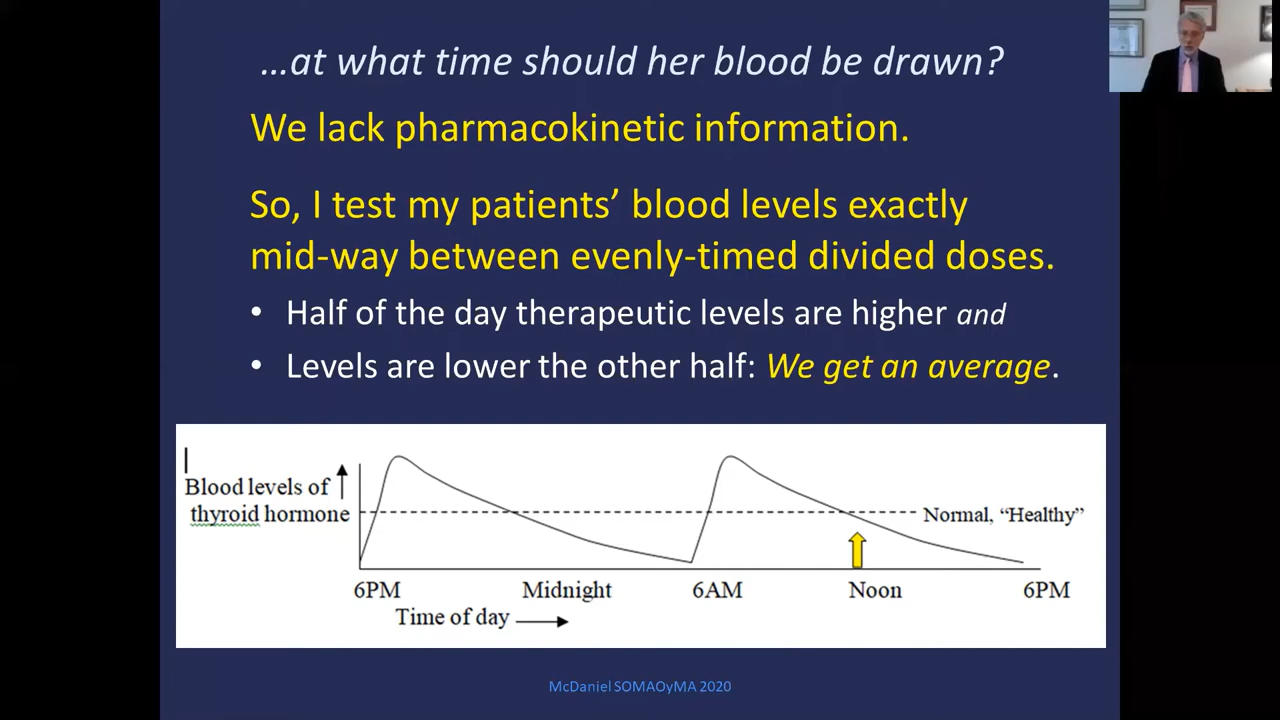 …at what time should her blood be drawn?
We lack pharmacokinetic information.
So, I test my patients’ blood levels exactly
mid-way between evenly-timed divided doses.
• Half of the day therapeutic levels are higher and
• Levels are lower the other half: We get an average.
Blood levels of
thyroid hormone
Normal, “Healthy”
6PM Midnight 6AM Noon 6PM
Time of day
McDaniel SOMAOyMA 2020